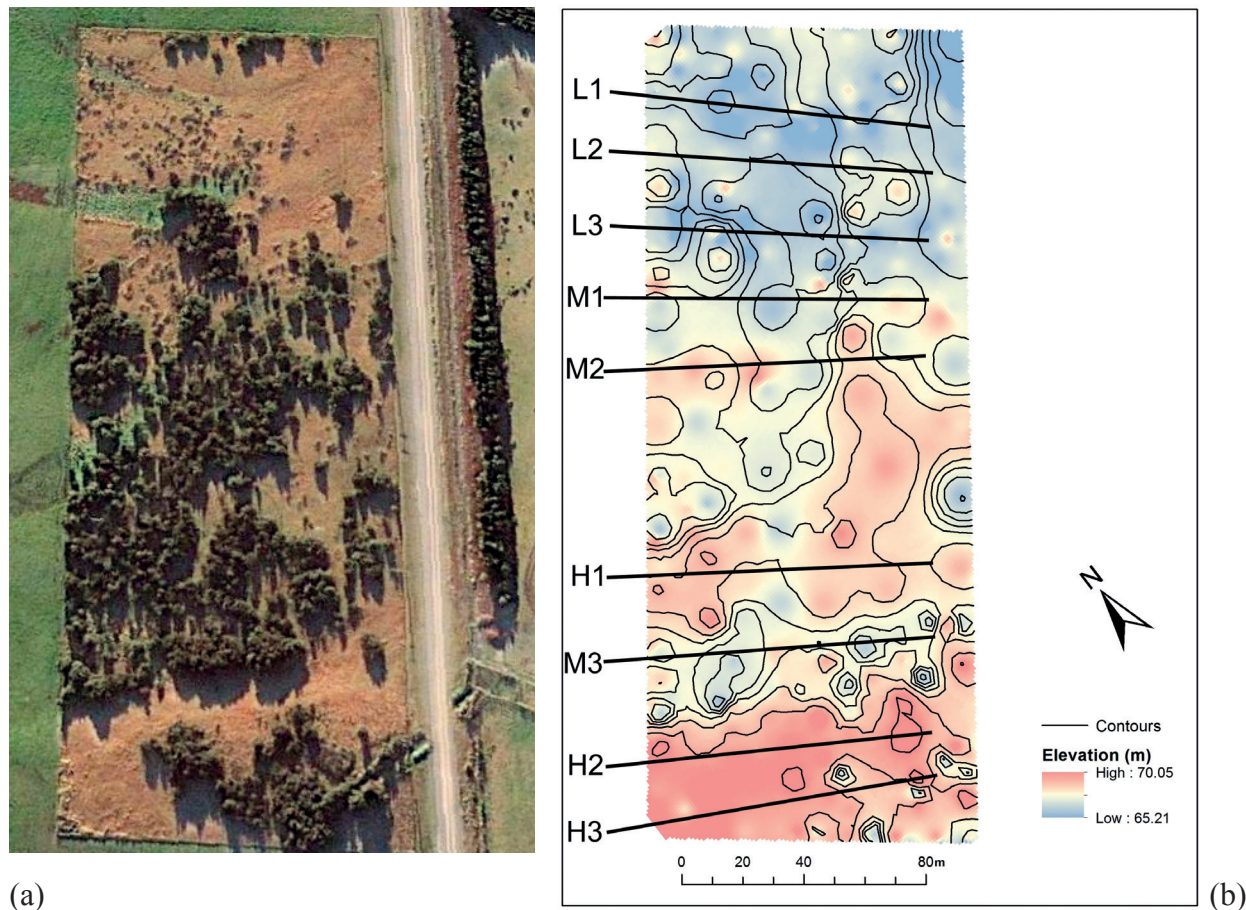 L1
L2
L3
M1
M2
H1
M3
H2
H3
N
Contours
Elevation (m)
High : 70.05
Low : 65.21
0 20 40 80m
(a)
(b)